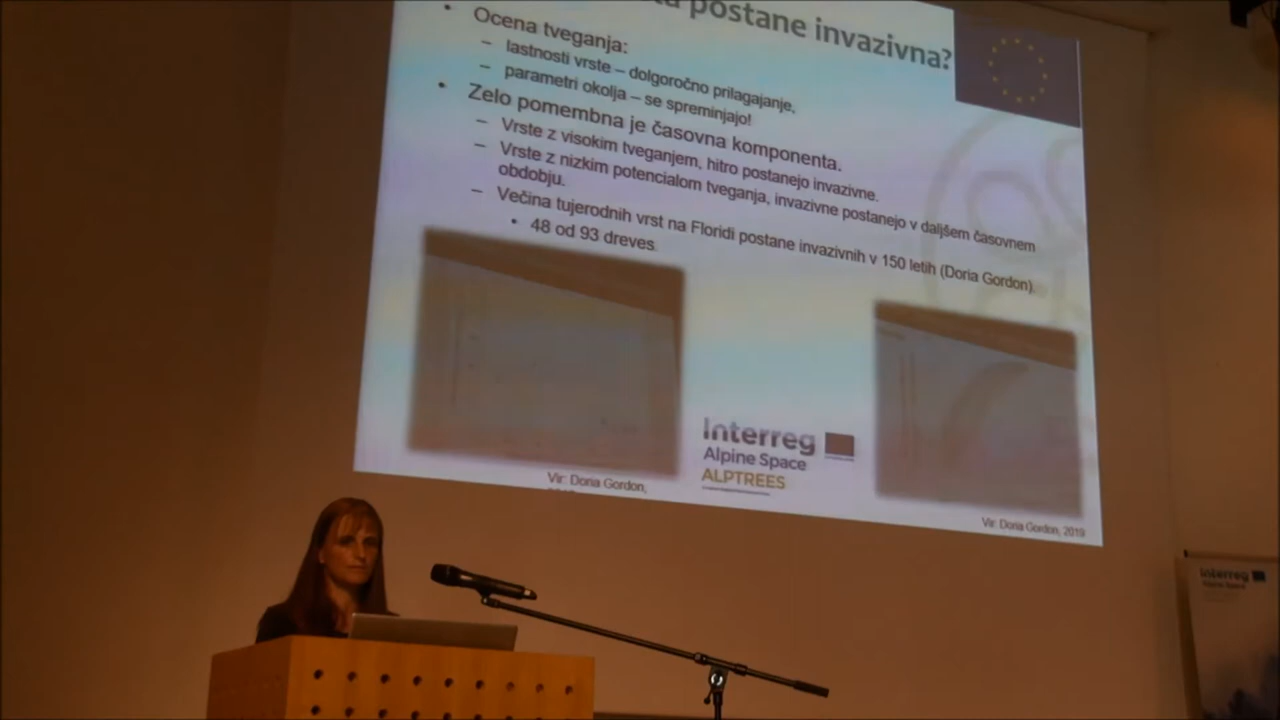 postane invazivna?
• Ocena tveganja:
– lastnosti vrste – dolgoročno prilagajanje,
– parametri okolja – se spreminjajo!
• Zelo pomembna je časovna komponenta.
– Vrste z visokim tveganjem, hitro postanejo invazivne.
– Vrste z nizkim potencialom tveganja, invazivne postanejo v daljšem časovnem
obdobju.
– Večina tujerodnih vrst na Floridi postane invazivnih v 150 letih (Doria Gordon).
• 48 od 93 dreves
Interreg
Alpine Space
ALPTREES
Vir: Doria Gordon,
Vir: Doria Gordon, 2019
Interreg
Alpine Space